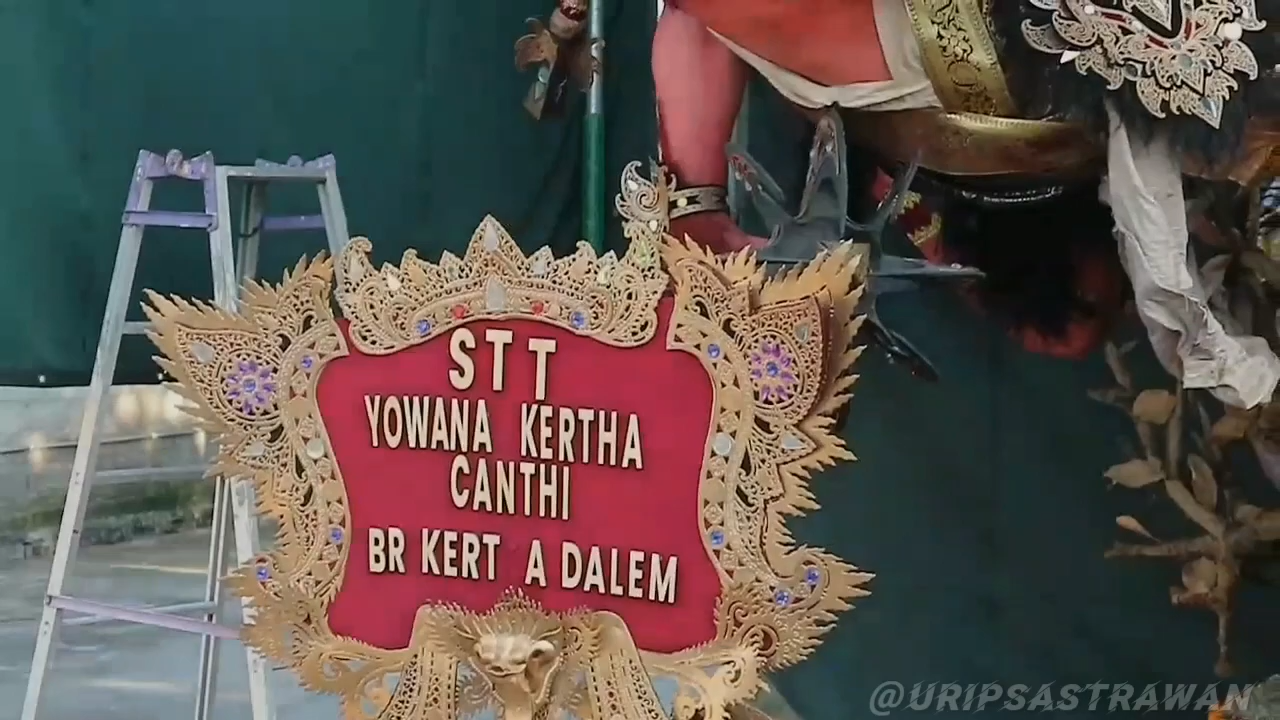 STT
YOWANA KERTHA
CANTHI
BR KERT A DALEM
@URIPSASTRAWAN